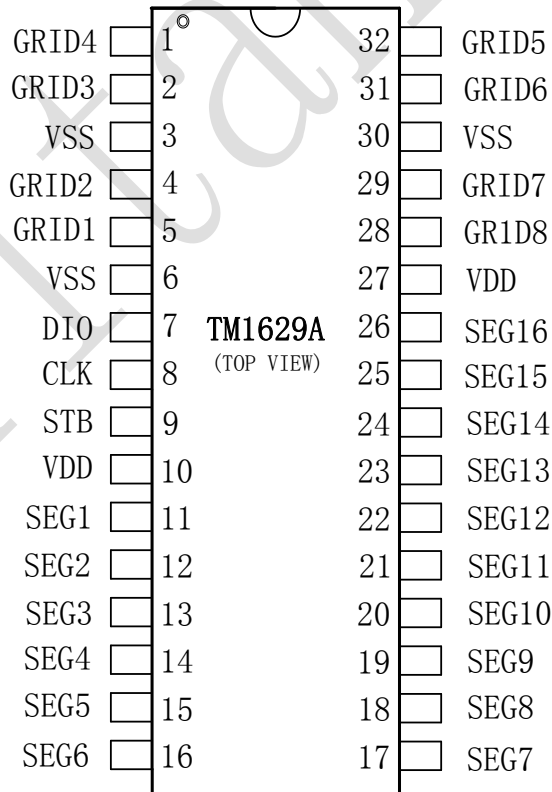 GRID4 1 32 GRID5
GRID3 2 31 GRID6
VSS 3 30 VSS
GRID2 4 29 GRID7
GRID1 5 28 GR1D8
VSS 6 27 VDD
DIO 7 TM1629A 26 SEG16
CLK 8 (TOP VIEW) 25 SEG15
STB 9 24 SEG14
VDD 10 23 SEG13
SEG1 11 22 SEG12
SEG2 12 21 SEG11
SEG3 13 20 SEG10
SEG4 14 19 SEG9
SEG5 15 18 SEG8
SEG6 16 17 SEG7